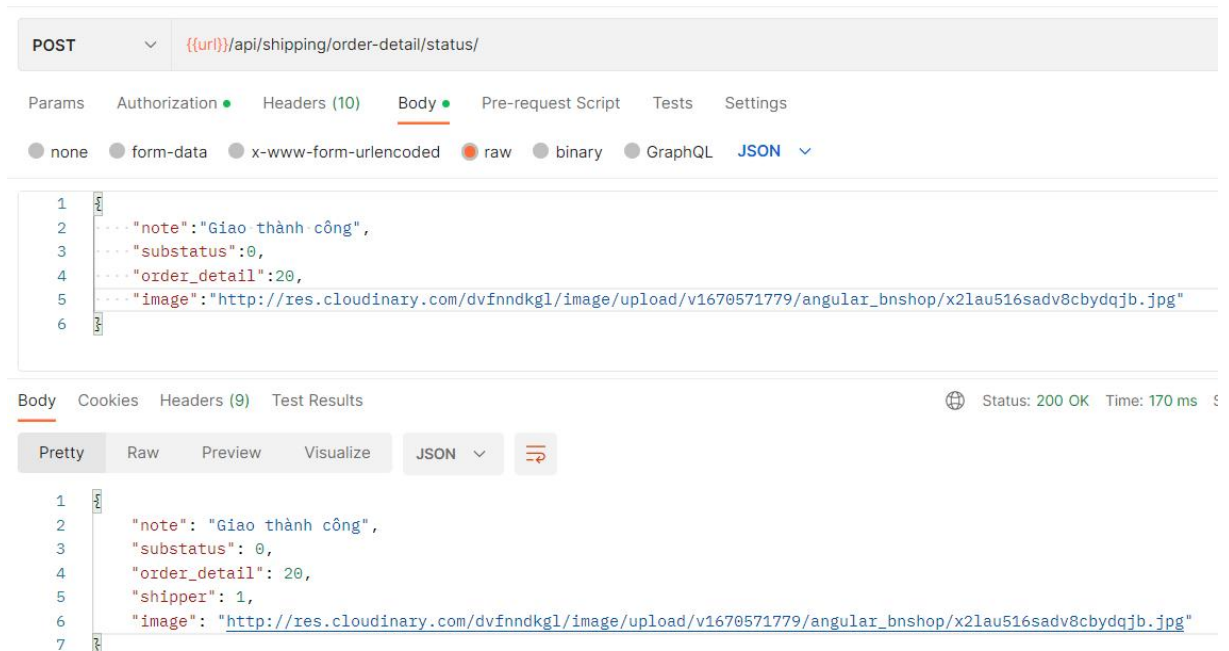 POST {{url}}/api/shipping/order-detail/status/
Params Authorization Headers (10) Body Pre-request Script Tests Settings
none form-data x-www-form-urlencoded raw binary GraphQL JSON
1 {
2 "note":"Giao thành công",
3 "substatus":0,
4 "order_detail":20,
5 "image":"http://res.cloudinary.com/dvfnndkgl/image/upload/v1670571779/angular_bnshop/x2lau516sadv8cbydqjb.jpg"
6 }
Body Cookies Headers (9) Test Results Status: 200 OK Time: 170 ms S
Pretty Raw Preview Visualize JSON
1 {
2 "note": "Giao thành công",
3 "substatus": 0,
4 "order_detail": 20,
5 "shipper": 1,
6 "image": "http://res.cloudinary.com/dvfnndkgl/image/upload/v1670571779/angular_bnshop/x2lau516sadv8cbydqjb.jpg"
7 }